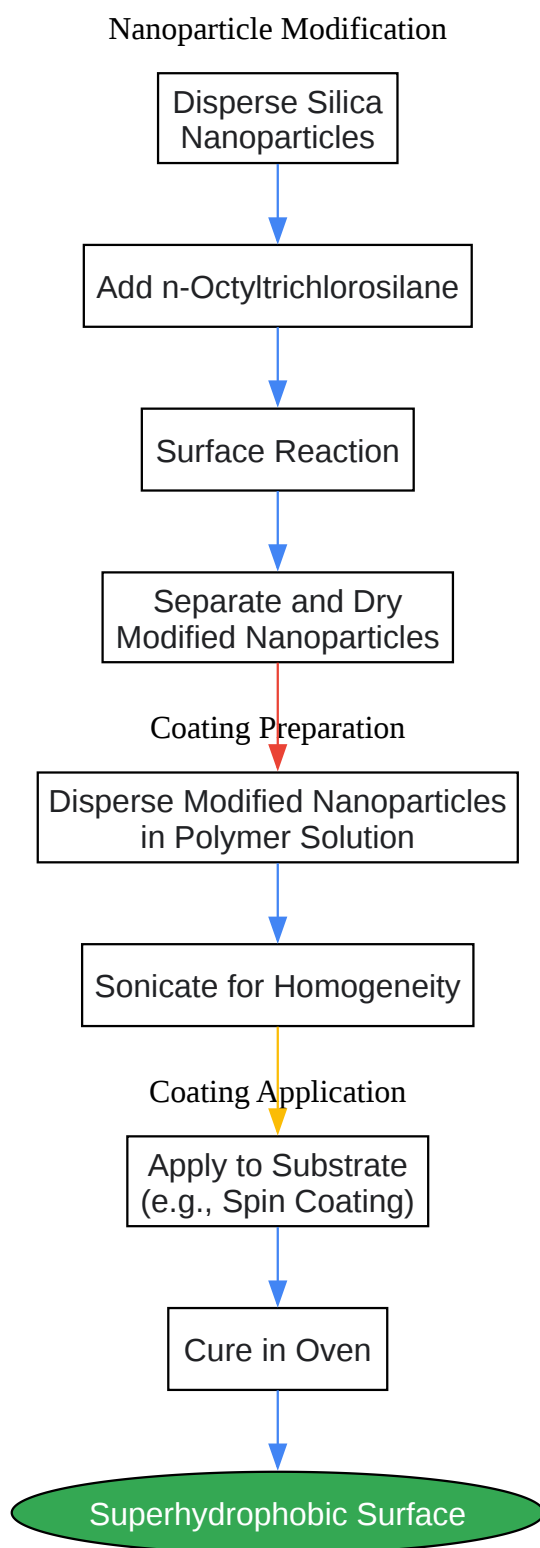 Nanoparticle Modification
Disperse Silica
Nanoparticles
Add n-Octyltrichlorosilane
Surface Reaction
Separate and Dry
Modified Nanoparticles
Coating Preparation
Disperse Modified Nanoparticles
in Polymer Solution
Sonicate for Homogeneity
Coating Application
Apply to Substrate
(e.g., Spin Coating)
Cure in Oven
Superhydrophobic Surface